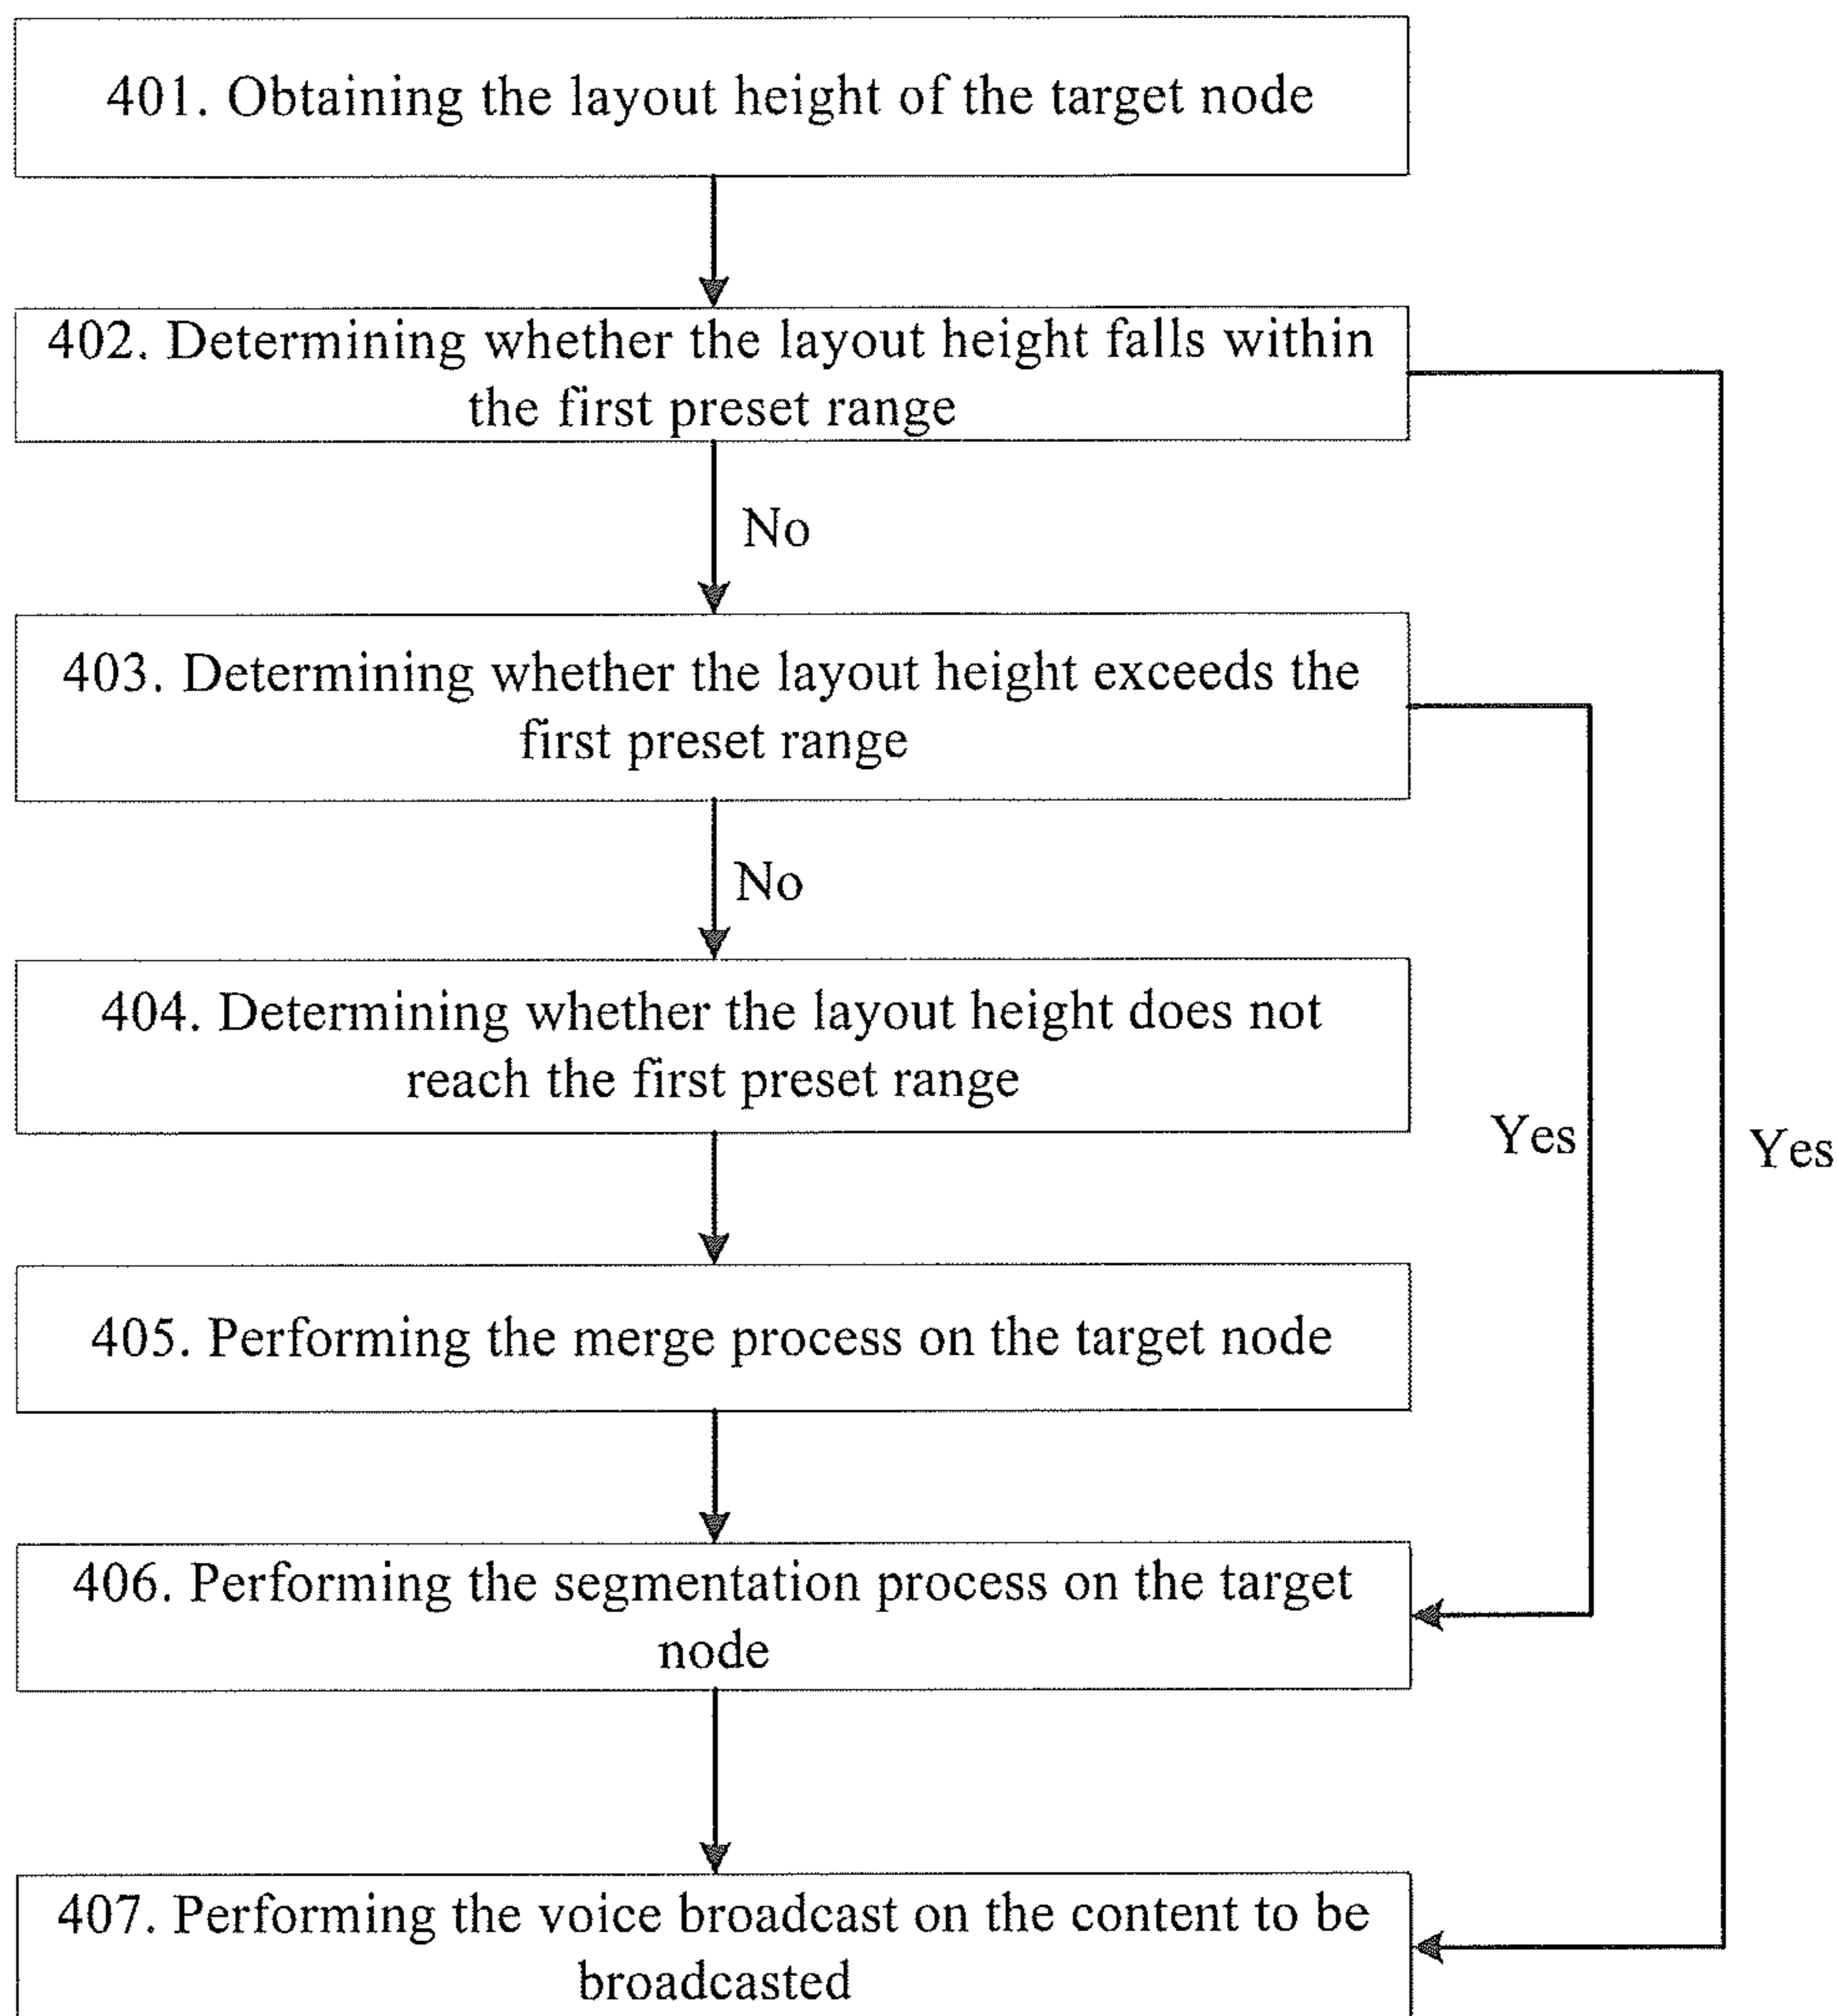 401. Obtaining the layout height of the target node
402. Determining whether the layout height falls within
the first preset range
No
403. Determining whether the layout height exceeds the
first preset range
No
404. Determining whether the layout height does not
reach the first preset range
Yes
Yes
405. Performing the merge process on the target node
406. Performing the segmentation process on the target
node
407. Performing the voice broadcast on the content to be
broadcasted